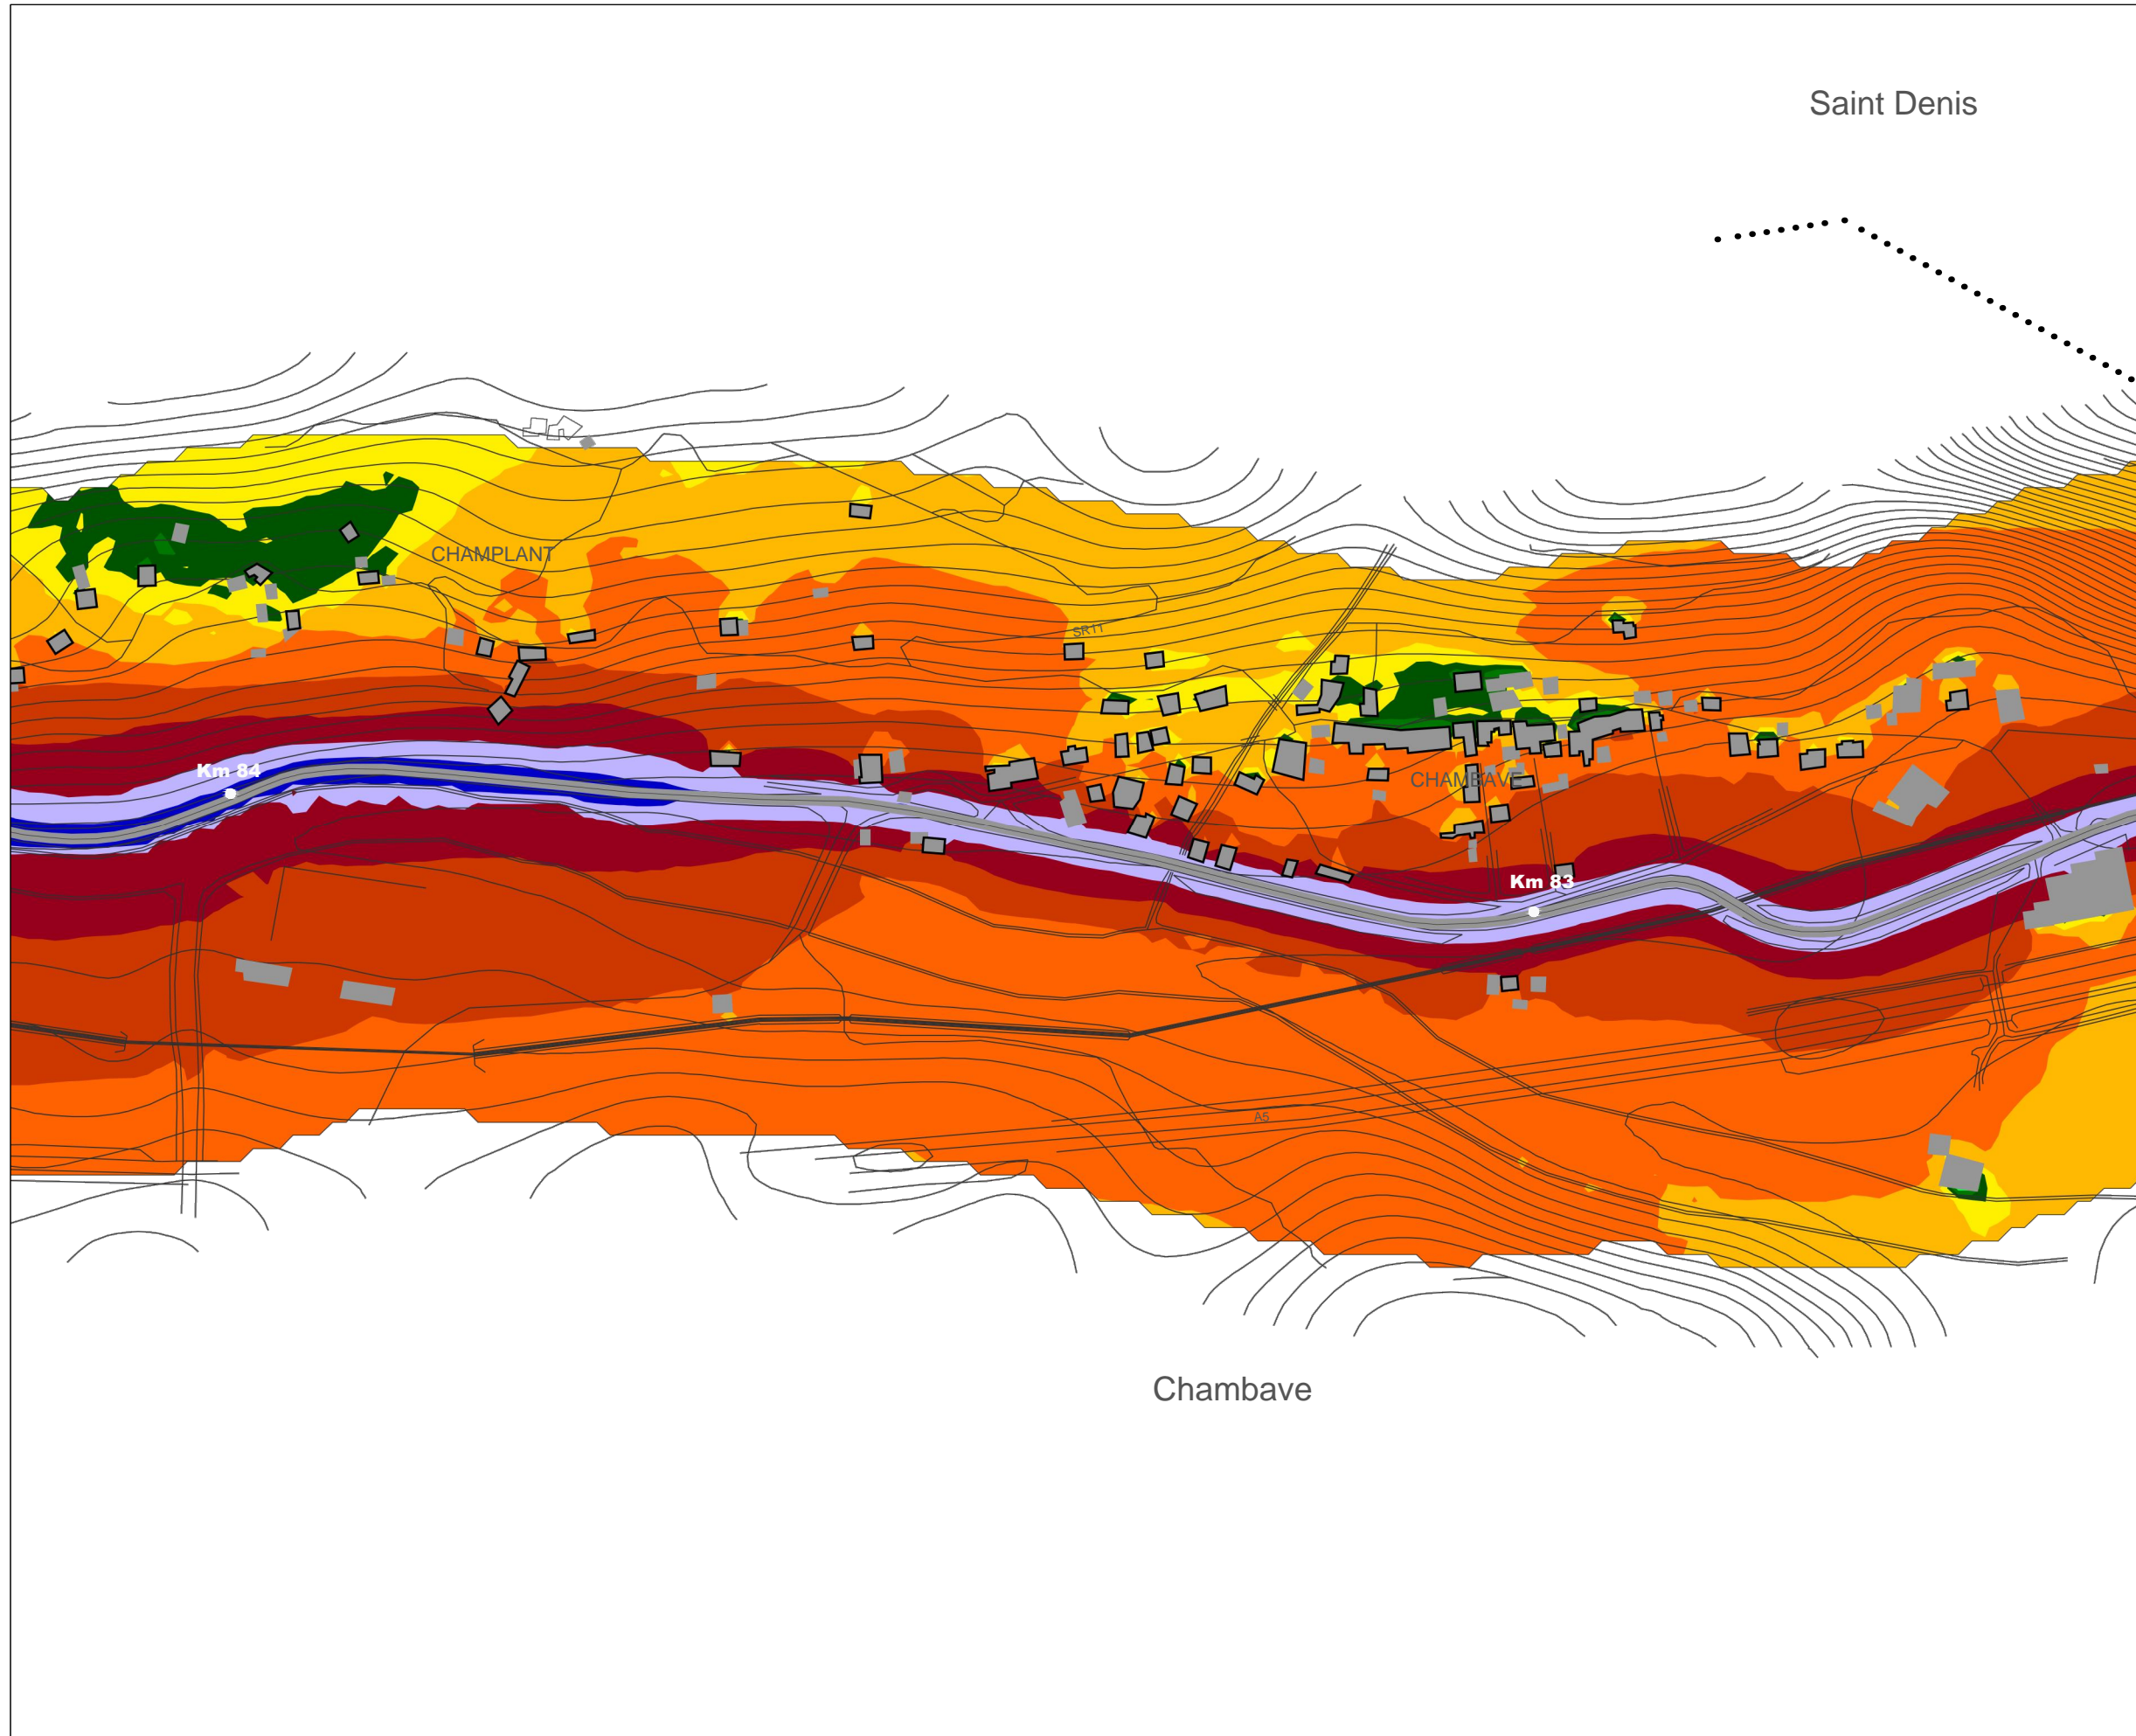 Saint Denis
CHAMPLANT
SR11
Km 84
CHAMBAVE
Km 83
A5
Chambave